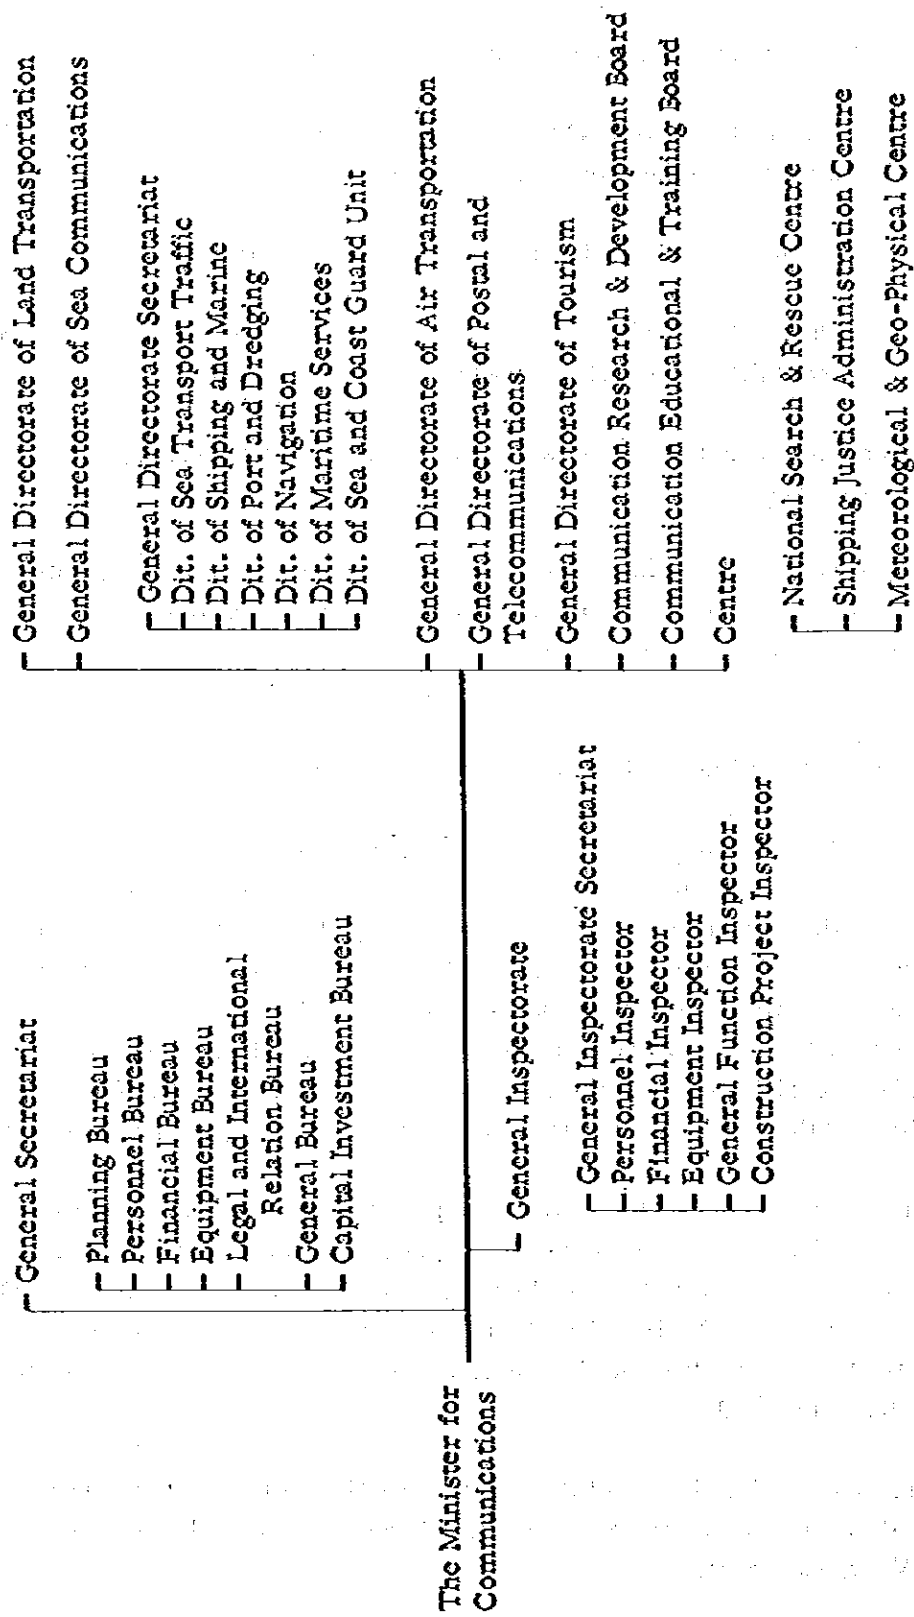 The Minister for
Communications
General Secretariat
Planning Bureau
Personnel Bureau
Financial Bureau
Equipment Bureau
Legal and International
Relation Bureau
General Bureau
Capital Investment Bureau
General Inspectorate
General Inspectorate Secretariat
Personnel Inspector
Financial Inspector
Equipment Inspector
General Function Inspector
Construction Project Inspector
General Directorate of Land Transportation
General Directorate of Sea Communications
General Directorate Secretariat
Dit. of Sea Transport Traffic
Dit. of Shipping and Marine
Dit. of Port and Dredging
Dit. of Navigation
Dit. of Maritime Services
Dit. of Sea and Coast Guard Unit
General Directorate of Air Transportation
General Directorate of Postal and
Telecommunications
General Directorate of Tourism
Communication Research & Development Board
Communication Educational & Training Board
Centre
National Search & Rescue Centre
Shipping Justice Administration Centre
Meteorological & Geo-Physical Centre